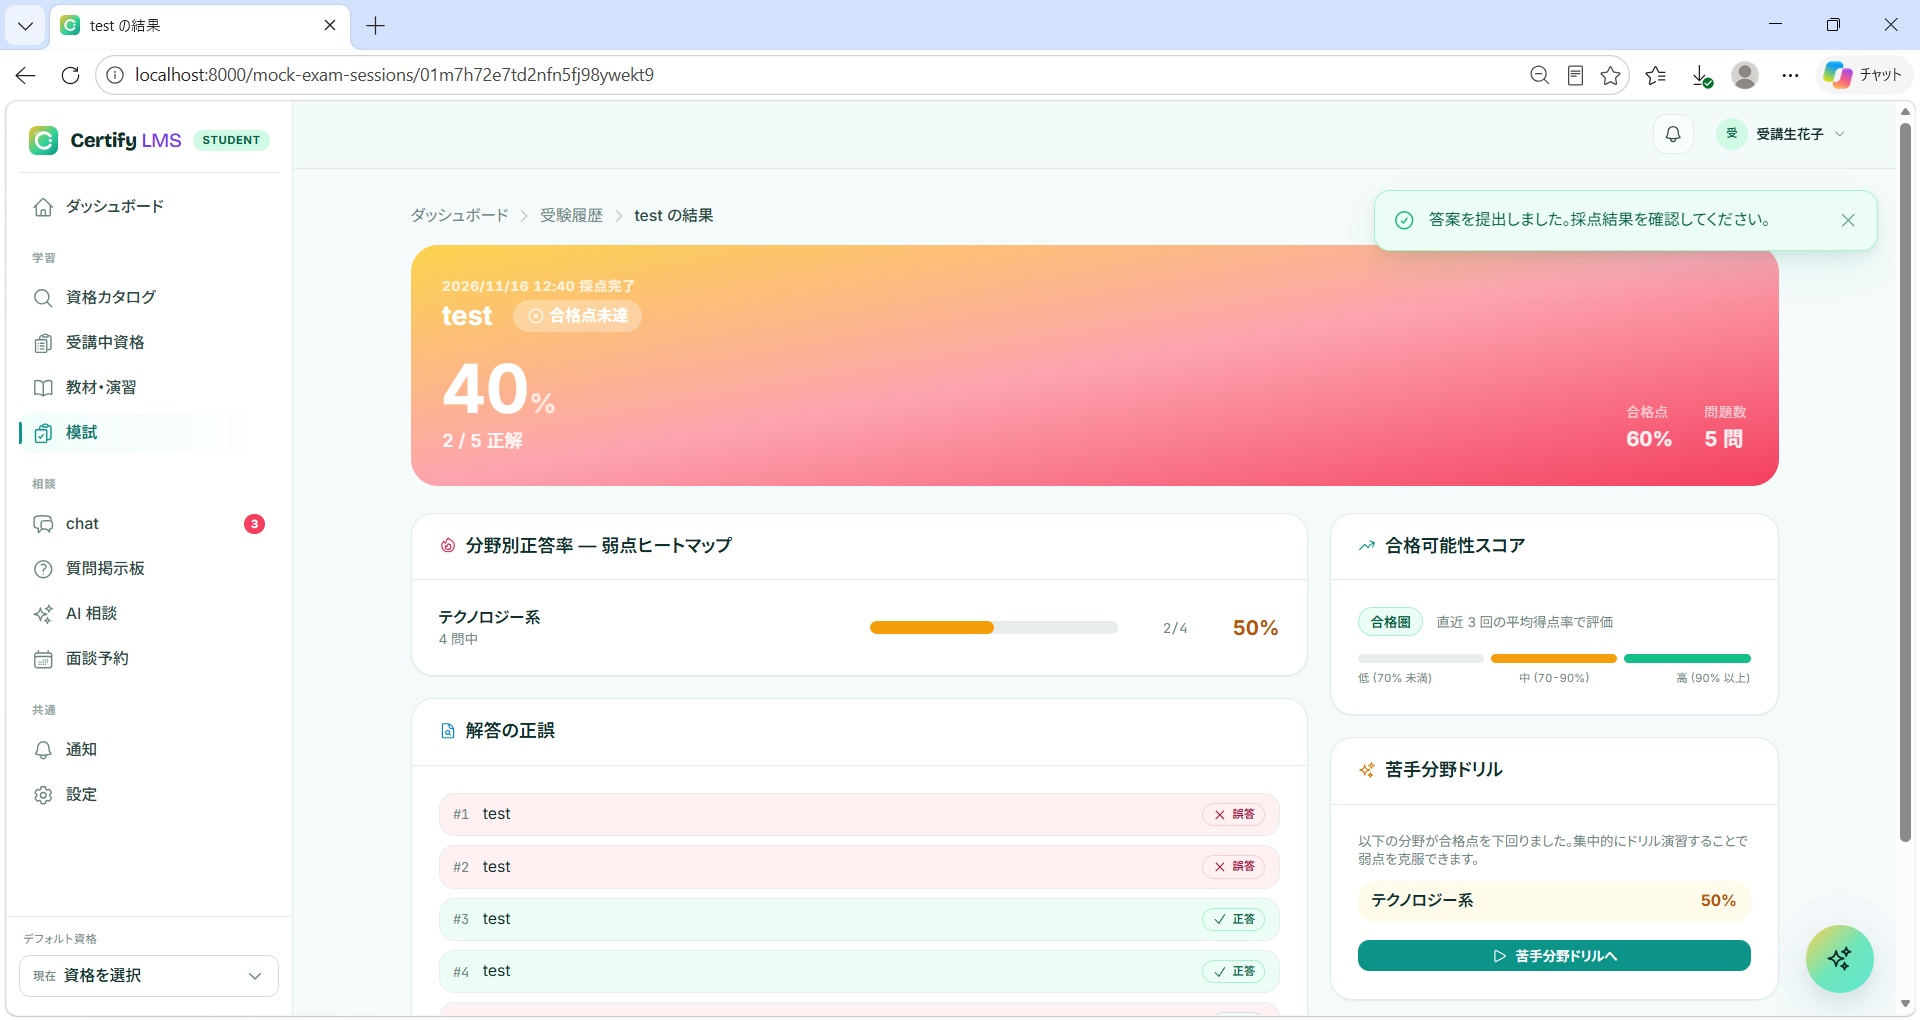 test の結果
localhost:8000/mock-exam-sessions/01m7h72e7td2nfn5fj98ywekt9
チャット
Certify LMS STUDENT
受 受講生花子
ダッシュボード
学習
資格カタログ
受講中資格
教材・演習
模試
相談
chat 3
質問掲示板
AI 相談
面談予約
共通
通知
設定
デフォルト資格
現在 資格を選択
ダッシュボード 受験履歴 test の結果
答案を提出しました。採点結果を確認してください。
2026/11/16 12:40 採点完了
test 合格点未達
40%
2 / 5 正解
合格点 問題数
60% 5 問
分野別正答率 — 弱点ヒートマップ
テクノロジー系
4 問中
2/4 50%
解答の正誤
#1 test 誤答
#2 test 誤答
#3 test 正答
#4 test 正答
合格可能性スコア
合格圏 直近 3 回の平均得点率で評価
低 (70% 未満) 中 (70-90%) 高 (90% 以上)
苦手分野ドリル
以下の分野が合格点を下回りました。集中的にドリル演習することで
弱点を克服できます。
テクノロジー系 50%
苦手分野ドリルへ